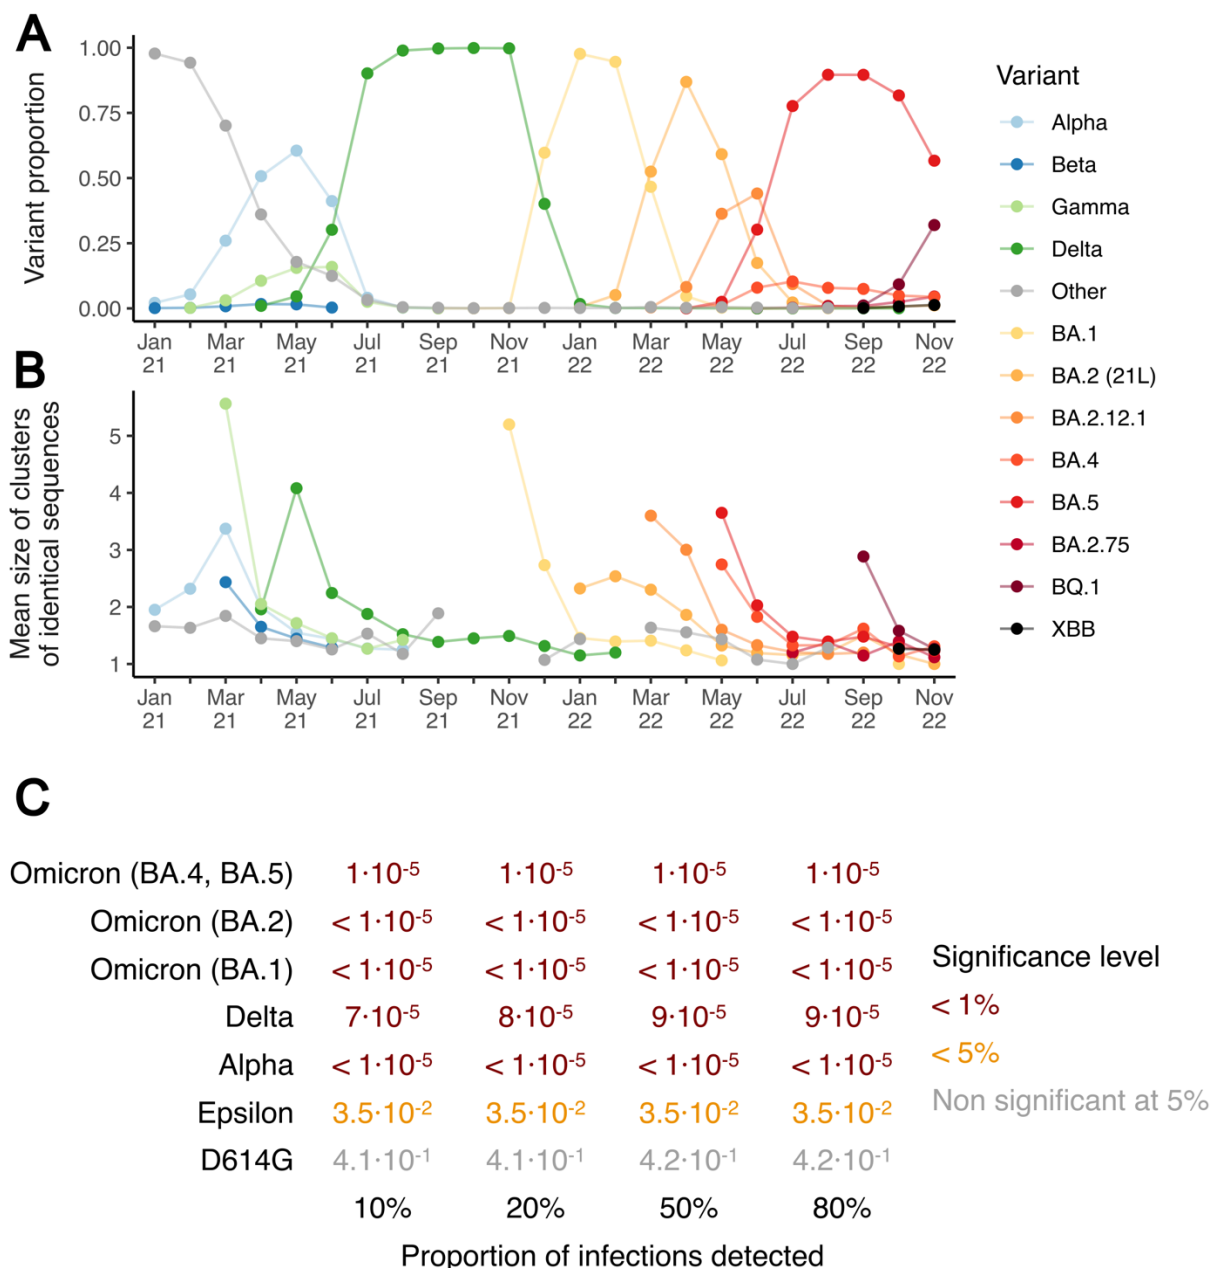 A
Variant proportion
1.00
0.75
0.50
0.25
0.00
Jan Mar May Jul Sep Nov Jan Mar May Jul Sep Nov
21 21 21 21 21 21 22 22 22 22 22 22
Variant
Alpha
Beta
Gamma
Delta
Other
BA.1
BA.2 (21L)
BA.2.12.1
BA.4
BA.5
BA.2.75
BQ.1
XBB
B
Mean size of clusters
of identical sequences
5
4
3
2
1
Jan Mar May Jul Sep Nov Jan Mar May Jul Sep Nov
21 21 21 21 21 21 22 22 22 22 22 22
C
Omicron (BA.4, BA.5) 1·10⁻⁵ 1·10⁻⁵ 1·10⁻⁵ 1·10⁻⁵
Omicron (BA.2) < 1·10⁻⁵ < 1·10⁻⁵ < 1·10⁻⁵ < 1·10⁻⁵
Omicron (BA.1) < 1·10⁻⁵ < 1·10⁻⁵ < 1·10⁻⁵ < 1·10⁻⁵
Delta 7·10⁻⁵ 8·10⁻⁵ 9·10⁻⁵ 9·10⁻⁵
Alpha < 1·10⁻⁵ < 1·10⁻⁵ < 1·10⁻⁵ < 1·10⁻⁵
Epsilon 3.5·10⁻² 3.5·10⁻² 3.5·10⁻² 3.5·10⁻²
D614G 4.1·10⁻¹ 4.1·10⁻¹ 4.2·10⁻¹ 4.2·10⁻¹
10% 20% 50% 80%
Proportion of infections detected
Significance level
< 1%
< 5%
Non significant at 5%